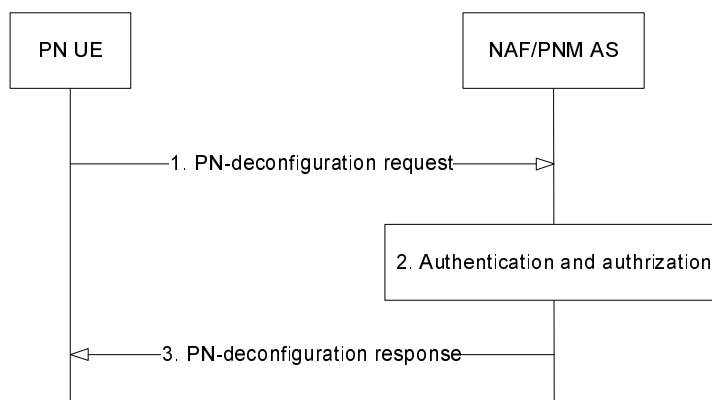 PN UE
NAF/PNM AS
1. PN-deconfiguration request
2. Authentication and authrization
3. PN-deconfiguration response